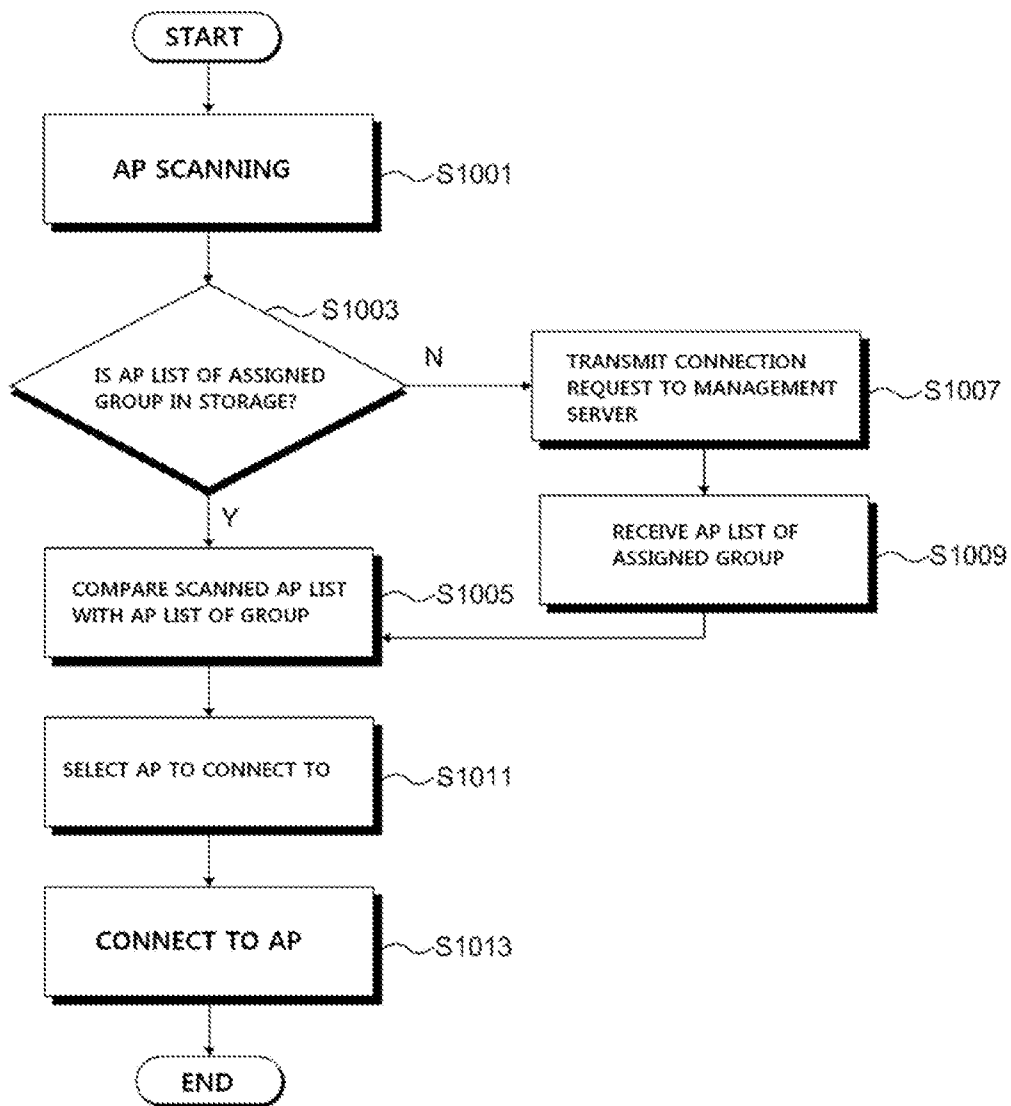 START
AP SCANNING
S1001
S1003
IS AP LIST OF ASSIGNED
GROUP IN STORAGE?
N
TRANSMIT CONNECTION
REQUEST TO MANAGEMENT
SERVER
S1007
Y
RECEIVE AP LIST OF
ASSIGNED GROUP
S1009
COMPARE SCANNED AP LIST
WITH AP LIST OF GROUP
S1005
SELECT AP TO CONNECT TO
S1011
CONNECT TO AP
S1013
END